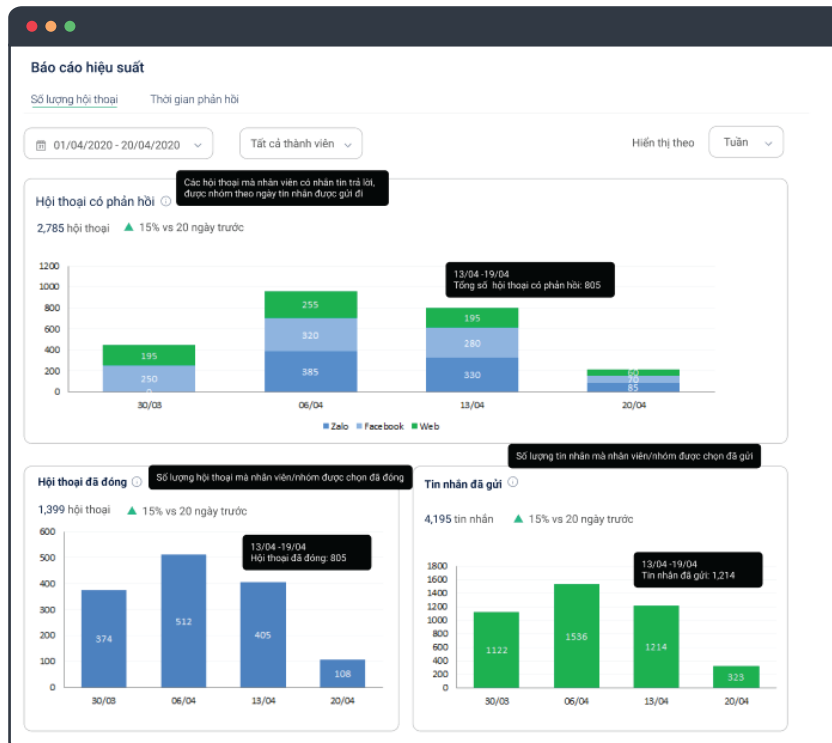 Báo cáo hiệu suất
Số lượng hội thoại
Thời gian phản hồi
01/04/2020 - 20/04/2020
Tất cả thành viên
Hiển thị theo
Tuần
Các hội thoại mà nhân viên có nhắn tin trả lời,
được nhóm theo ngày tin nhắn được gửi đi
Hội thoại có phản hồi
2,785 hội thoại
15% vs 20 ngày trước
13/04 -19/04
Tổng số hội thoại có phản hồi: 805
1200
1000
800
600
400
200
0
195
250
0
255
320
385
195
280
330
70
85
30/03
06/04
13/04
20/04
Zalo
Facebook
Web
Hội thoại đã đóng
Số lượng hội thoại mà nhân viên/nhóm được chọn đã đóng
1,399 hội thoại
15% vs 20 ngày trước
13/04 -19/04
Hội thoại đã đóng: 805
600
500
400
300
200
100
0
374
512
405
108
30/03
06/04
13/04
20/04
Số lượng tin nhắn mà nhân viên/nhóm được chọn đã gửi
Tin nhắn đã gửi
4,195 tin nhắn
15% vs 20 ngày trước
13/04 -19/04
Tin nhắn đã gửi: 1,214
1800
1600
1400
1200
1000
800
600
400
200
0
1122
1536
1214
323
30/03
06/04
13/04
20/04